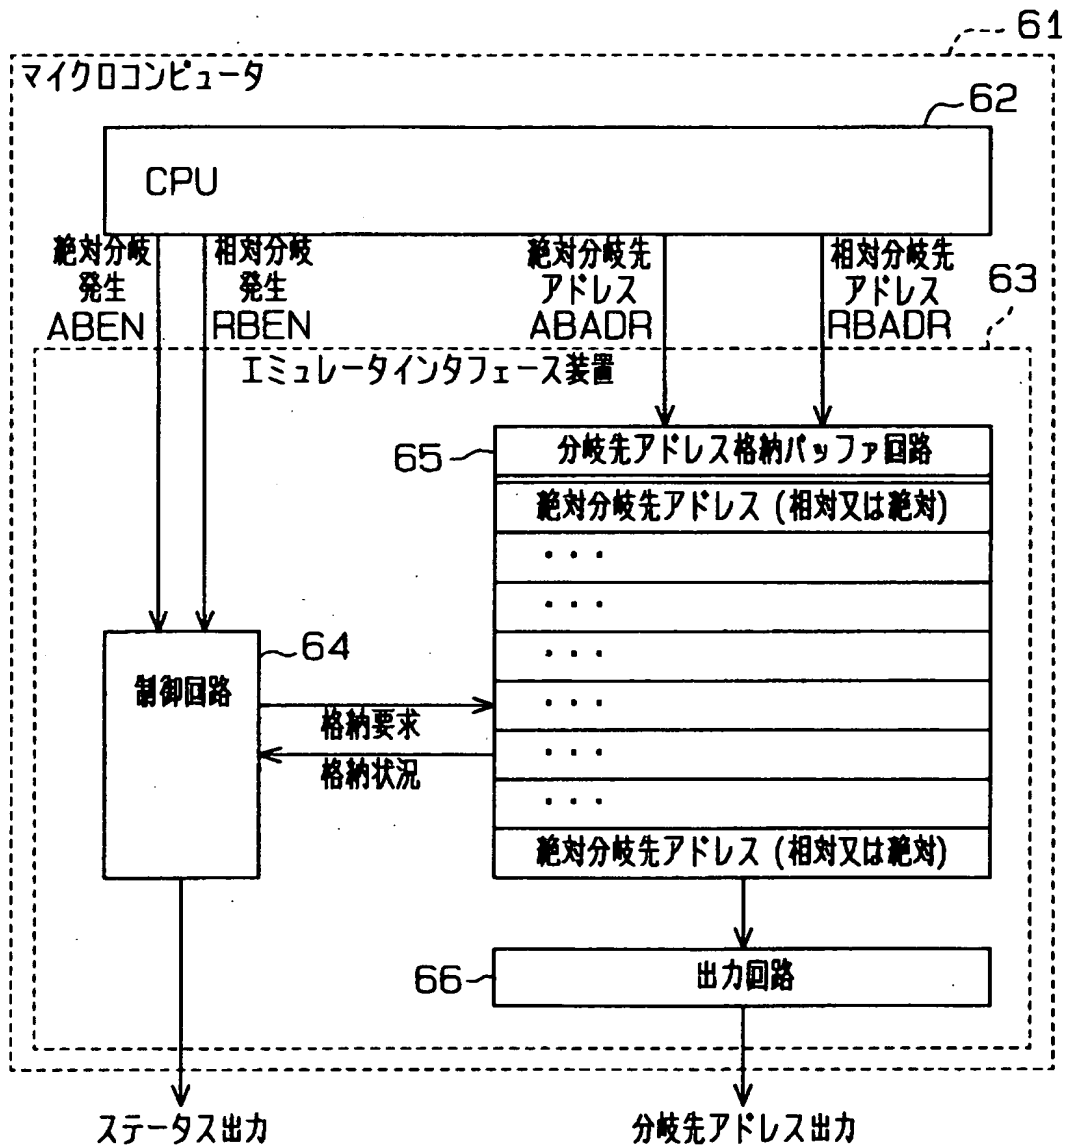 61
マイクロコンピュータ
62
CPU
絶対分岐
発生
ABEN
相対分岐
発生
RBEN
絶対分岐先
アドレス
ABADR
相対分岐先
アドレス
RBADR
63
エミュレータインタフェース装置
65
分岐先アドレス格納バッファ回路
絶対分岐先アドレス (相対又は絶対)
・・・
・・・
64
・・・
制御回路
・・・
格納要求
・・・
格納状況
・・・
絶対分岐先アドレス (相対又は絶対)
66
出力回路
ステータス出力
分岐先アドレス出力